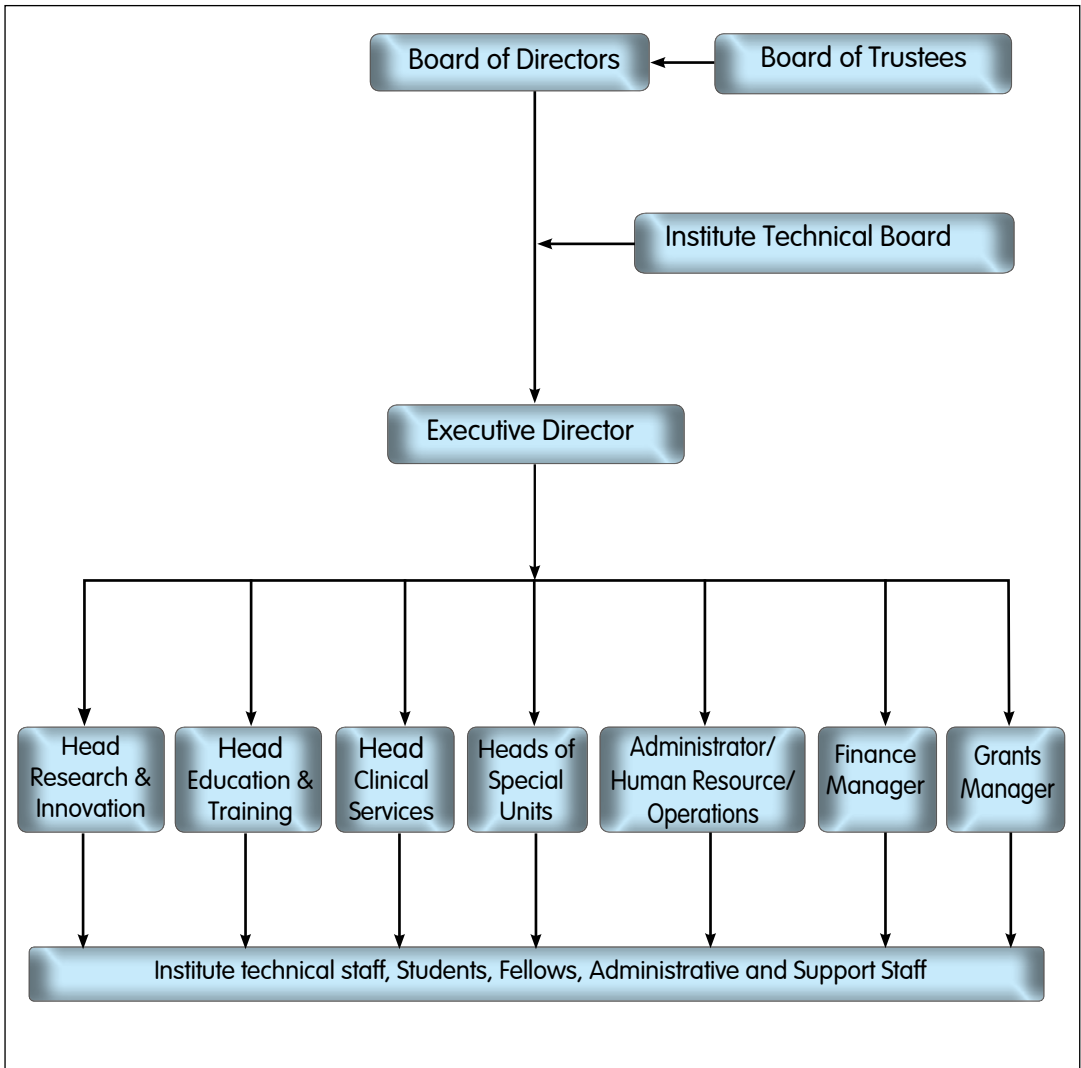 Board of Directors
Board of Trustees
Institute Technical Board
Executive Director
Head
Research &
Innovation
Head
Education &
Training
Head
Clinical
Services
Heads of
Special
Units
Administrator/
Human Resource/
Operations
Finance
Manager
Grants
Manager
Institute technical staff, Students, Fellows, Administrative and Support Staff